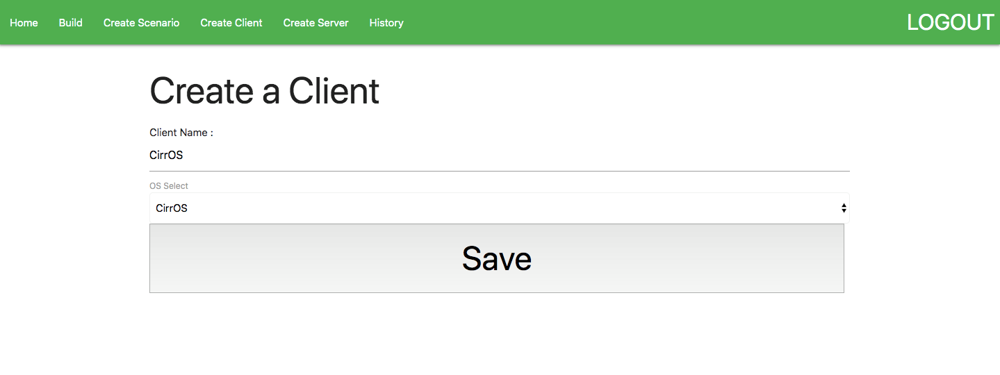 Home Build Create Scenario Create Client Create Server History LOGOUT
Create a Client
Client Name :
CirrOS
OS Select
CirrOS
Save